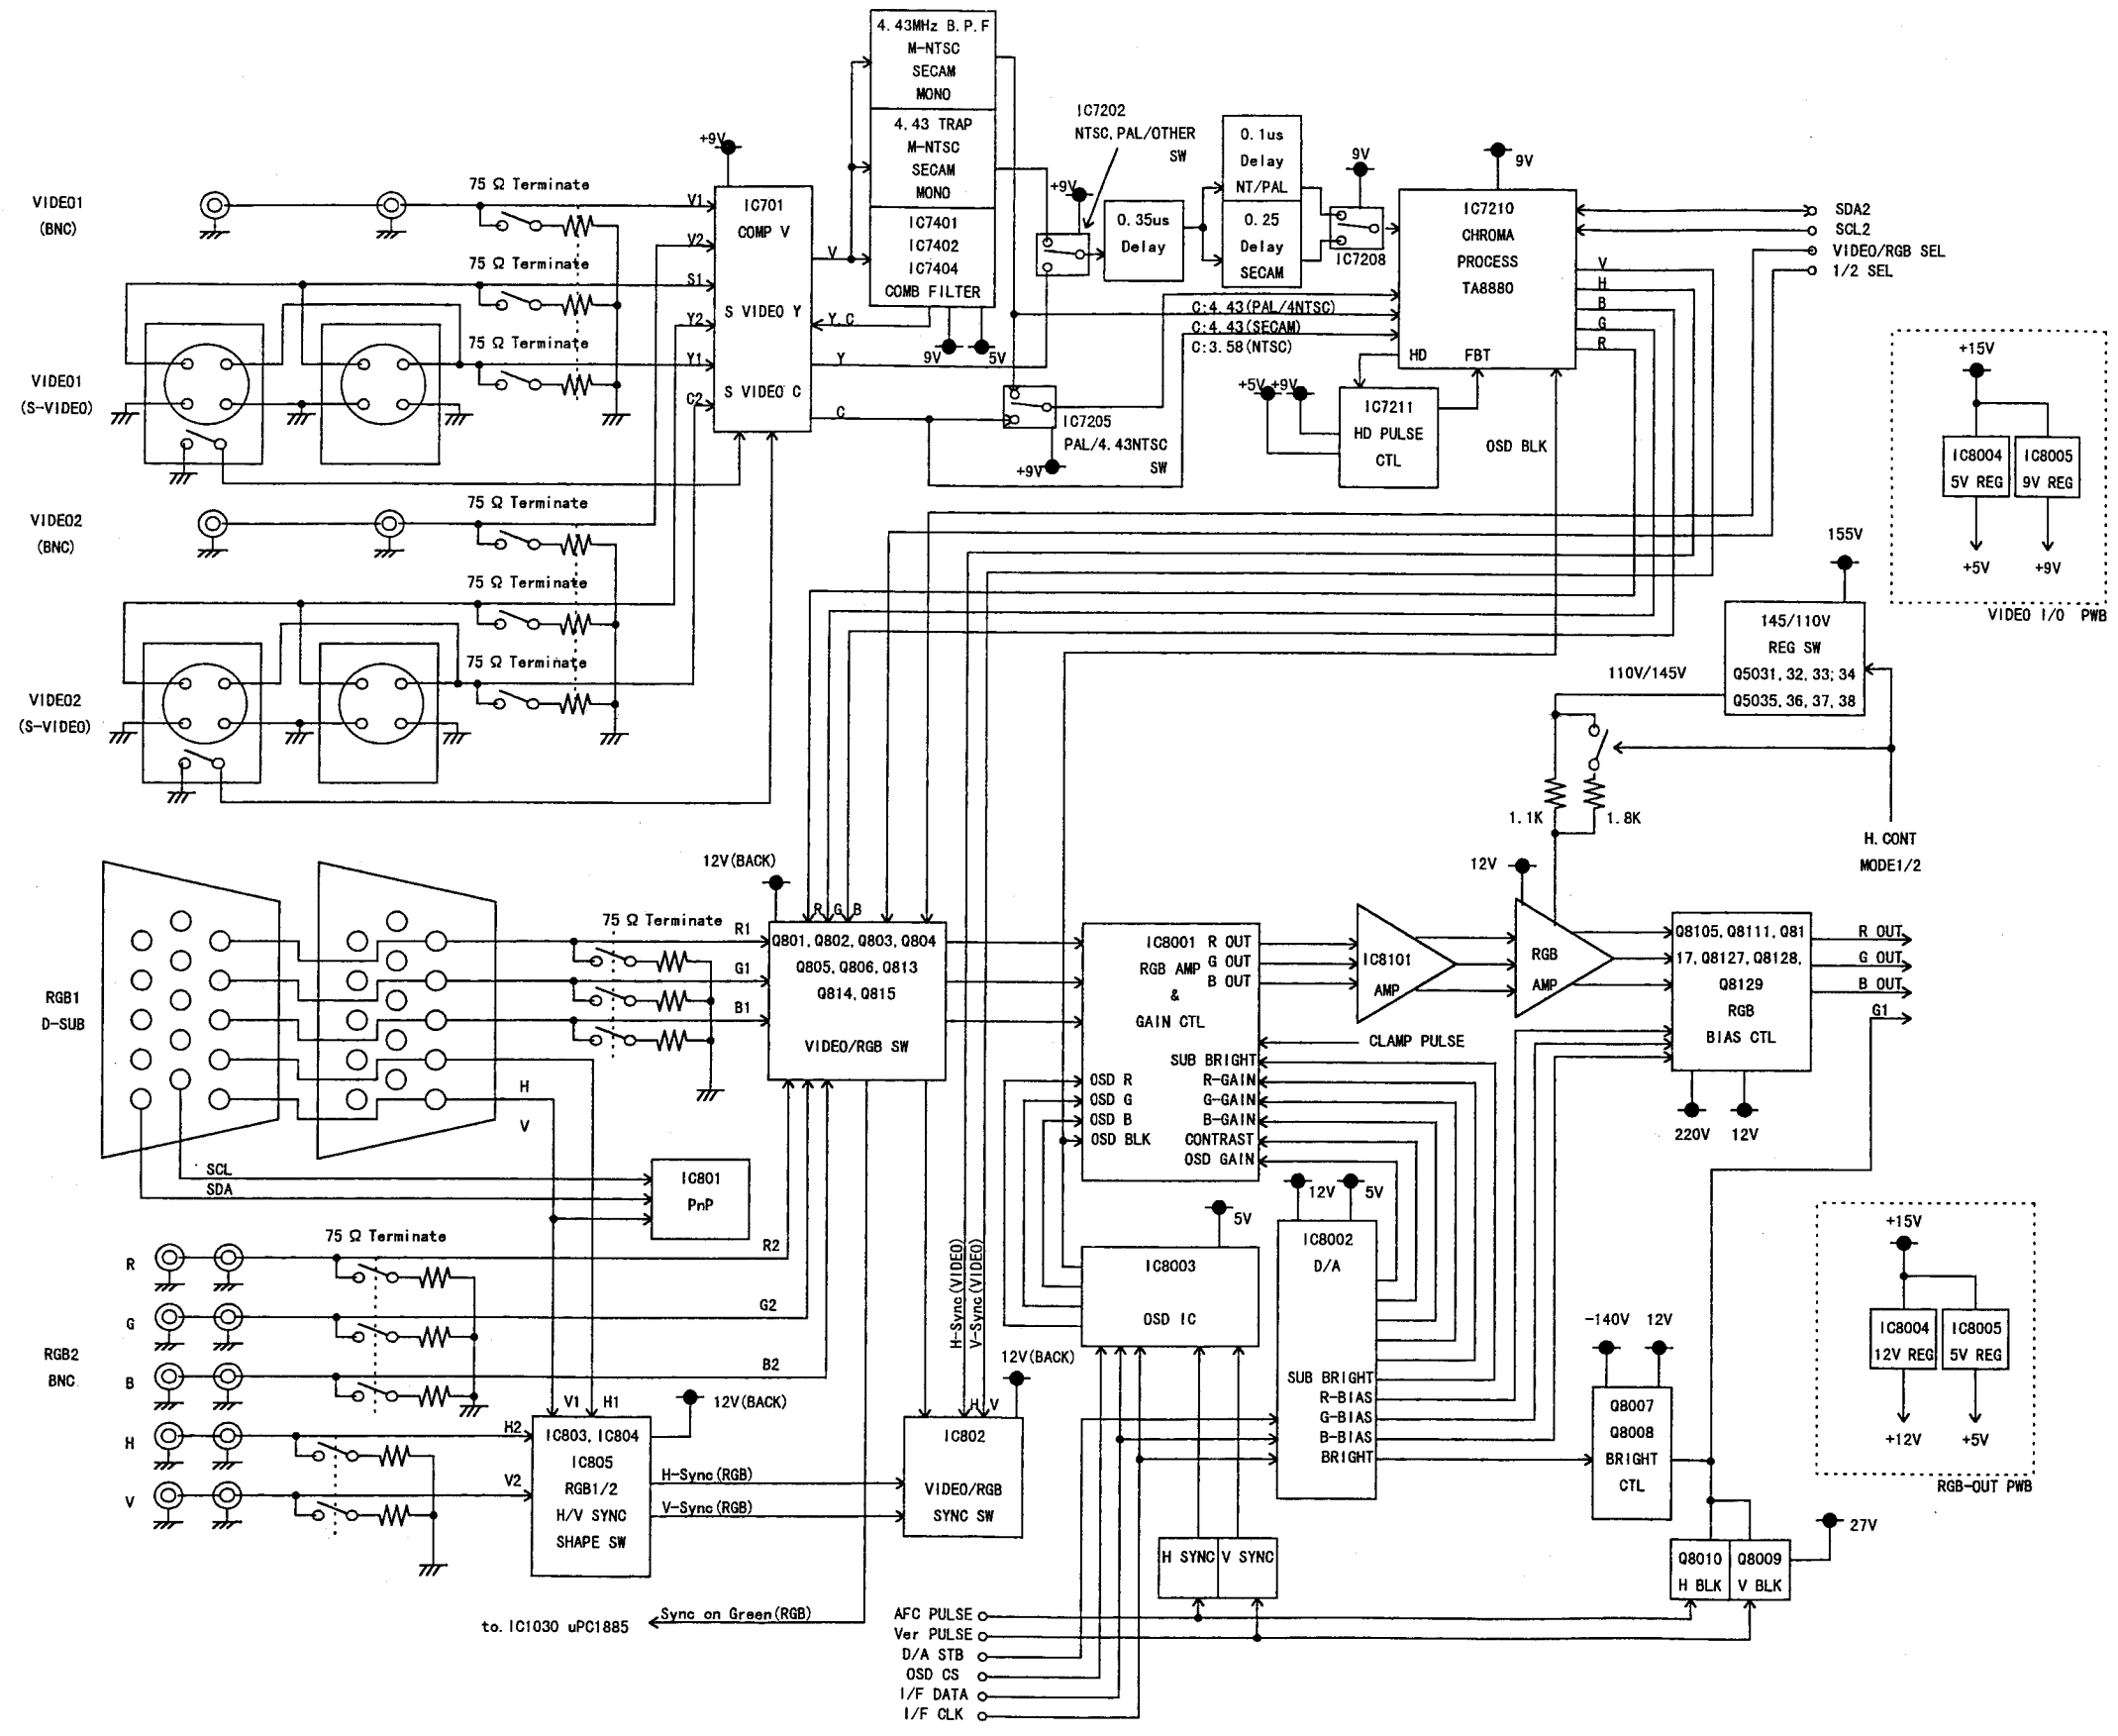 4.43MHz B.P.F
M-NTSC
SECAM
MONO
4.43 TRAP
M-NTSC
SECAM
MONO
IC7401
IC7402
IC7404
COMB FILTER
9V
5V
IC7202
NTSC,PAL/OTHER
SW
+9V
0.35us
Delay
0.1us
Delay
NT/PAL
0.25
Delay
SECAM
9V
IC7208
9V
IC7210
CHROMA
PROCESS
TA8880
HD
FBT
V
H
B
G
R
SDA2
SCL2
VIDEO/RGB SEL
1/2 SEL
VIDEO1
(BNC)
75 Ω Terminate
V1
V2
75 Ω Terminate
S1
Y2
75 Ω Terminate
Y1
C2
VIDEO1
(S-VIDEO)
+9V
IC701
COMP V
S VIDEO Y
S VIDEO C
V
Y.C
Y
C
C:4.43(PAL/4NTSC)
C:4.43(SECAM)
C:3.58(NTSC)
IC7205
PAL/4.43NTSC
SW
+9V
+5V
+9V
IC7211
HD PULSE
CTL
OSD BLK
+15V
IC8004
5V REG
IC8005
9V REG
+5V
+9V
VIDEO I/O PWB
VIDEO2
(BNC)
75 Ω Terminate
75 Ω Terminate
75 Ω Terminate
VIDEO2
(S-VIDEO)
155V
145/110V
REG SW
Q5031,32,33;34
Q5035,36,37,38
110V/145V
1.1K
1.8K
H.CONT
MODE1/2
RGB1
D-SUB
H
V
SCL
SDA
IC801
PnP
75 Ω Terminate
R1
G1
B1
12V(BACK)
R
G
B
Q801,Q802,Q803,Q804
Q805,Q806,Q813
Q814,Q815
VIDEO/RGB SW
IC8001
RGB AMP
&
GAIN CTL
R OUT
G OUT
B OUT
SUB BRIGHT
R-GAIN
G-GAIN
B-GAIN
CONTRAST
OSD GAIN
OSD R
OSD G
OSD B
OSD BLK
CLAMP PULSE
IC8101
AMP
12V
RGB
AMP
Q8105,Q8111,Q81
17,Q8127,Q8128,
Q8129
RGB
BIAS CTL
220V
12V
R OUT
G OUT
B OUT
G1
RGB2
BNC
R
G
B
H
V
75 Ω Terminate
R2
G2
B2
V1
H1
H2
V2
12V(BACK)
IC803,IC804
IC805
RGB1/2
H/V SYNC
SHAPE SW
H-Sync(RGB)
V-Sync(RGB)
H-Sync(VIDEO)
V-Sync(VIDEO)
12V(BACK)
H
V
IC802
VIDEO/RGB
SYNC SW
to.IC1030 uPC1885
Sync on Green(RGB)
5V
IC8003
OSD IC
12V
5V
IC8002
D/A
SUB BRIGHT
R-BIAS
G-BIAS
B-BIAS
BRIGHT
-140V
12V
Q8007
Q8008
BRIGHT
CTL
H SYNC
V SYNC
Q8010
H BLK
Q8009
V BLK
27V
+15V
IC8004
12V REG
IC8005
5V REG
+12V
+5V
RGB-OUT PWB
AFC PULSE
Ver PULSE
D/A STB
OSD CS
I/F DATA
I/F CLK